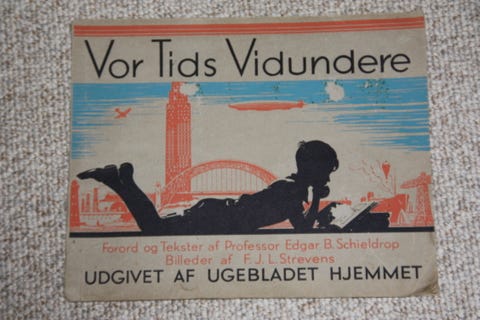 Vor Tids Vidundere
Forord og Tekster af Professor Edgar. B. Schieldrop
Billeder af F. J. L. Strevens
UDGIVET AF UGEBLADET HJEMMET